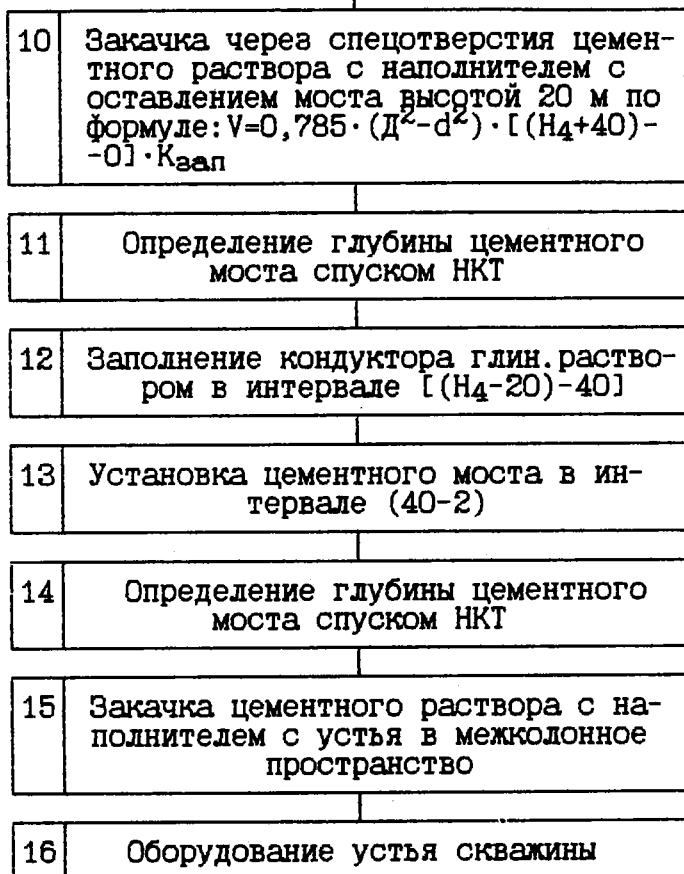 10 Закачка через спецотверстия цемен-
тного раствора с наполнителем с
оставлением моста высотой 20 м по
формуле: V=0,785·(Д²-d²)·[(H₄+40)-
-0]·Kзап
11 Определение глубины цементного
моста спуском НКТ
12 Заполнение кондуктора глин.раство-
ром в интервале [(H₄-20)-40]
13 Установка цементного моста в ин-
тервале (40-2)
14 Определение глубины цементного
моста спуском НКТ
15 Закачка цементного раствора с на-
полнителем с устья в межколонное
пространство
16 Оборудование устья скважины